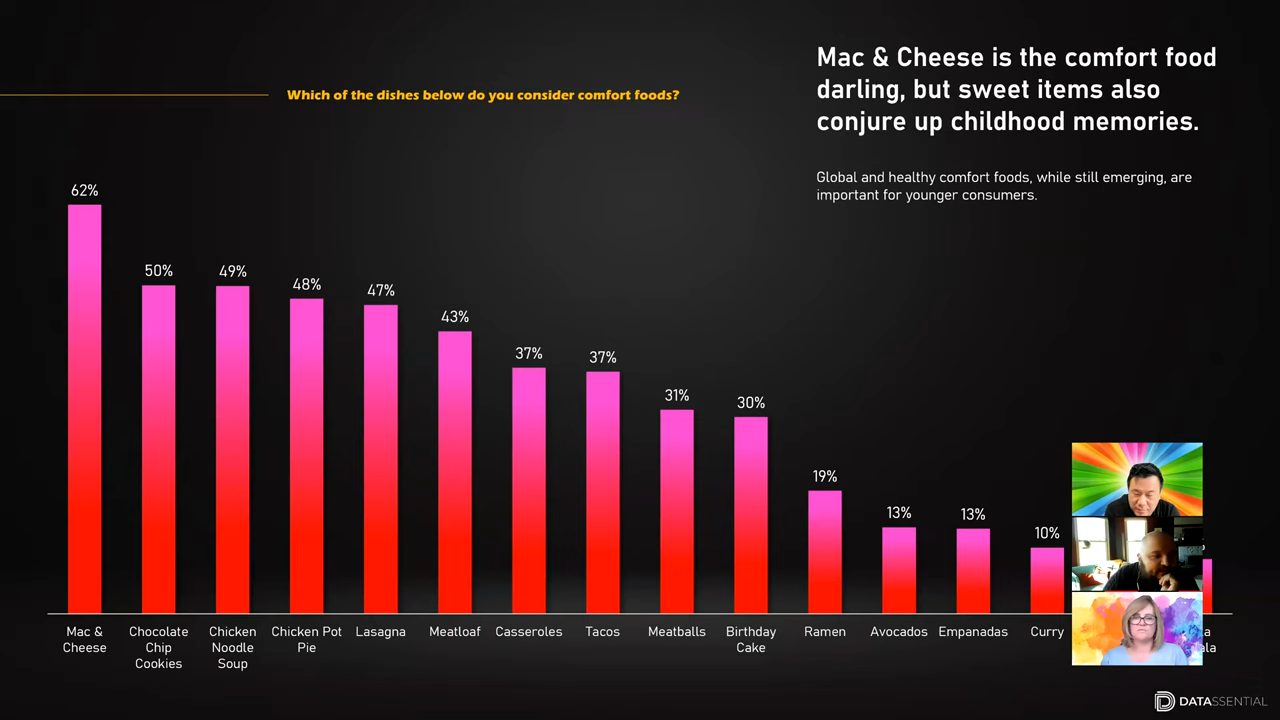 Mac & Cheese is the comfort food
darling, but sweet items also
conjure up childhood memories.
Which of the dishes below do you consider comfort foods?
Global and healthy comfort foods, while still emerging, are
important for younger consumers.
62%
50%
49%
48%
47%
43%
37%
37%
31%
30%
19%
13%
13%
10%
Mac &
Cheese
Chocolate
Chip
Cookies
Chicken
Noodle
Soup
Chicken Pot
Pie
Lasagna
Meatloaf
Casseroles
Tacos
Meatballs
Birthday
Cake
Ramen
Avocados
Empanadas
Curry
DATASSENTIAL